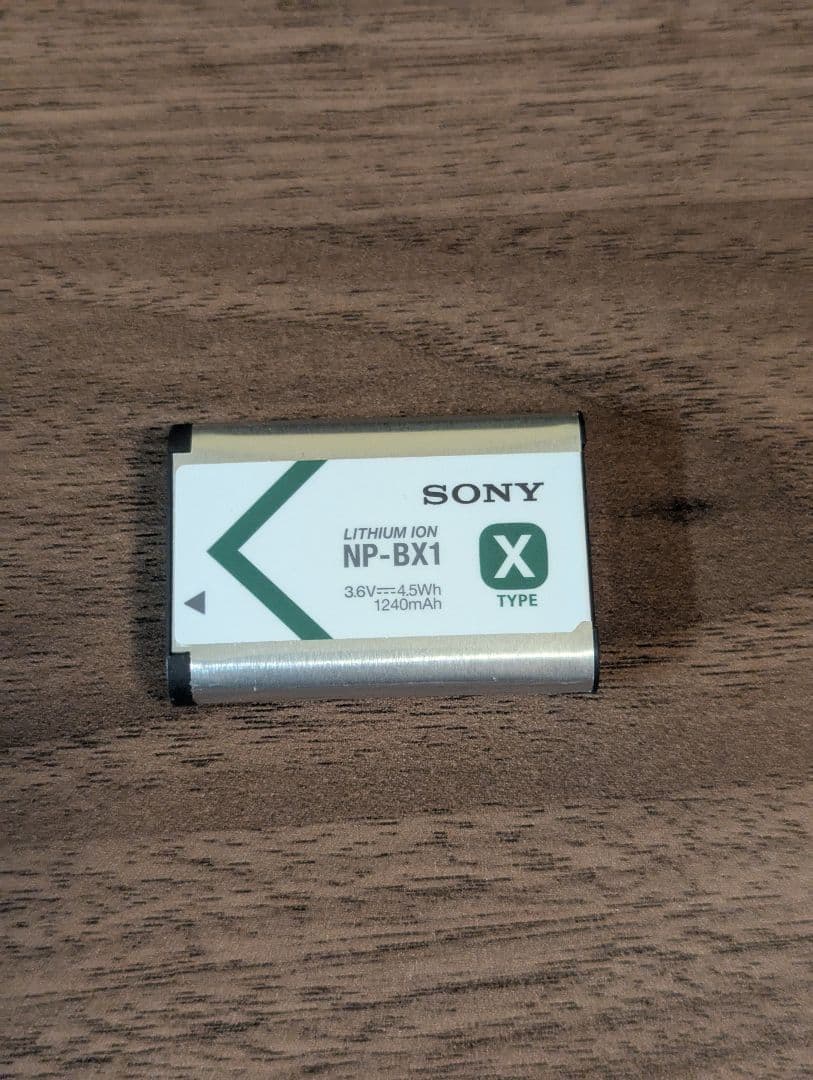 SONY
LITHIUM ION
NP-BX1
3.6V⎓4.5Wh
1240mAh
X
TYPE